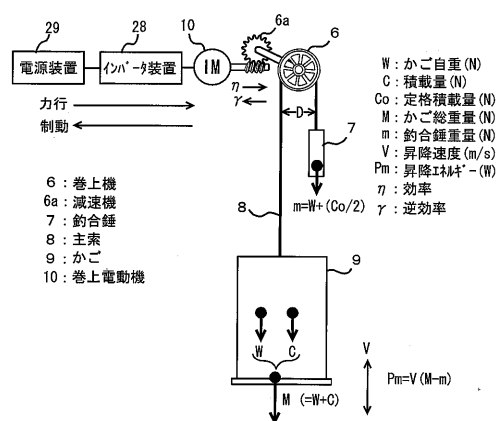 29
28
10
6a
6
電源装置
インバータ装置
IM
力行
制動
η
γ
D
7
m=W+(Co/2)
W：かご自重(N)
C：積載量(N)
Co：定格積載量(N)
M：かご総重量(N)
m：釣合錘重量(N)
V：昇降速度(m/s)
Pm：昇降エネルギー(W)
η：効率
γ：逆効率
6：巻上機
6a：減速機
7：釣合錘
8：主索
9：かご
10：巻上電動機
8
9
W
C
M (=W+C)
V
Pm=V(M-m)